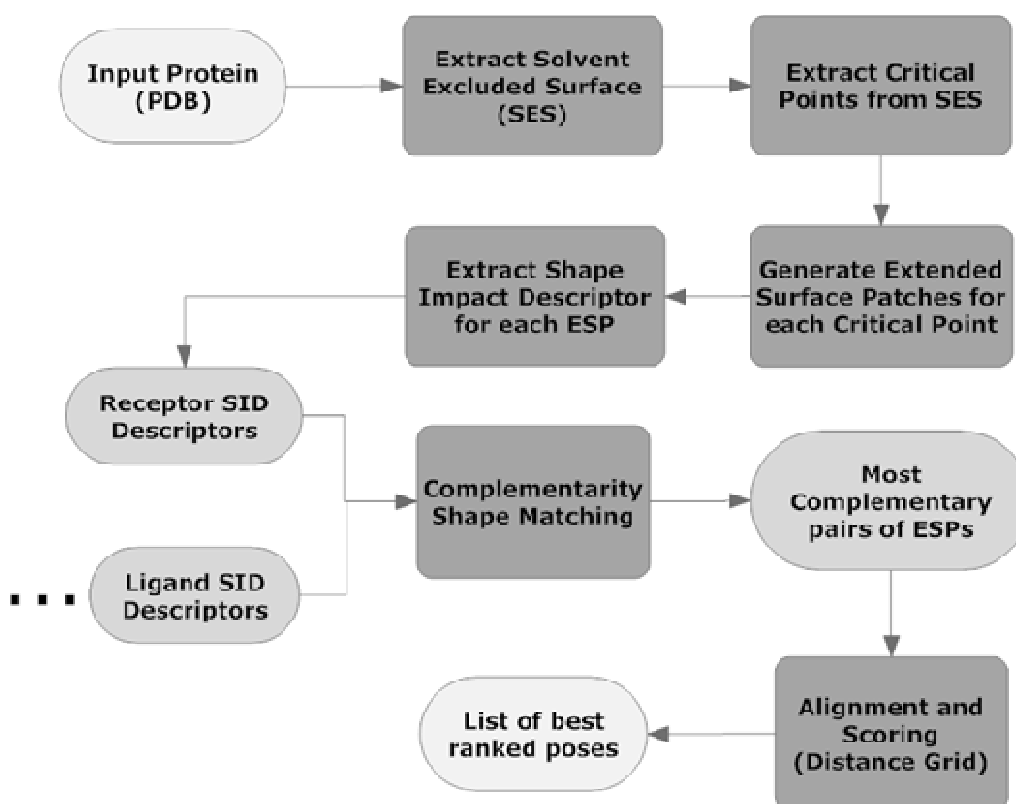 Input Protein
(PDB)
Extract Solvent
Excluded Surface
(SES)
Extract Critical
Points from SES
Extract Shape
Impact Descriptor
for each ESP
Generate Extended
Surface Patches for
each Critical Point
Receptor SID
Descriptors
Complementarity
Shape Matching
Most
Complementary
pairs of ESPs
Ligand SID
Descriptors
...
List of best
ranked poses
Alignment and
Scoring
(Distance Grid)